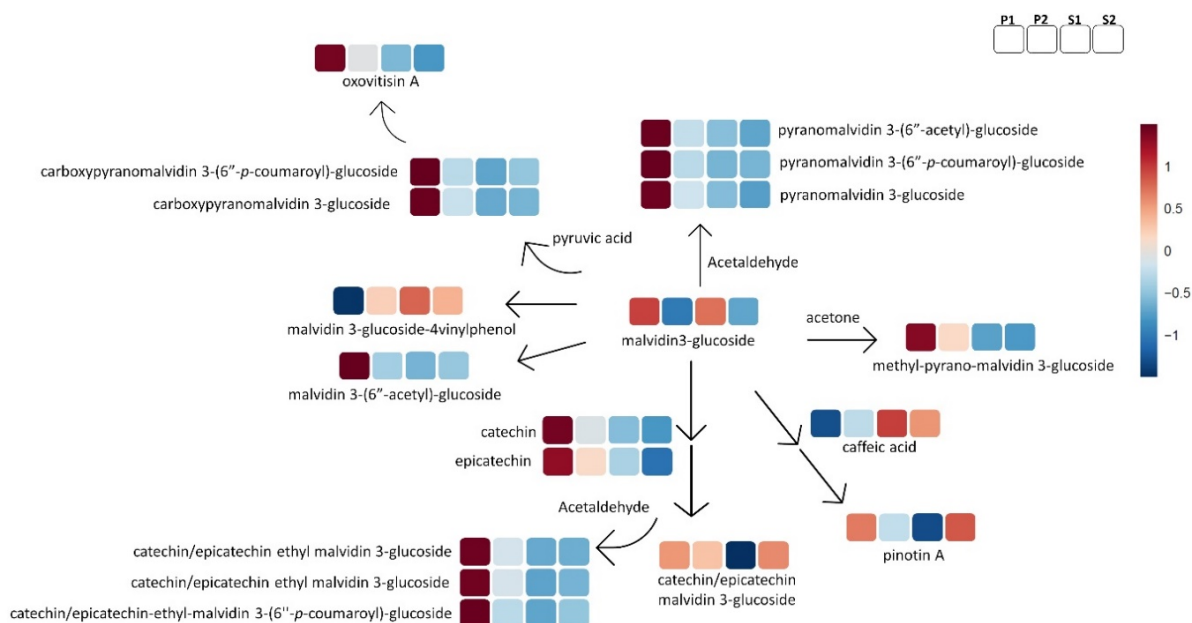 P1 P2 S1 S2
oxovitisin A
carboxypyranomalvidin 3-(6″-p-coumaroyl)-glucoside
carboxypyranomalvidin 3-glucoside
pyranomalvidin 3-(6″-acetyl)-glucoside
pyranomalvidin 3-(6″-p-coumaroyl)-glucoside
pyranomalvidin 3-glucoside
1
0.5
0
−0.5
−1
pyruvic acid
Acetaldehyde
malvidin 3-glucoside-4vinylphenol
malvidin3-glucoside
acetone
methyl-pyrano-malvidin 3-glucoside
malvidin 3-(6″-acetyl)-glucoside
catechin
epicatechin
caffeic acid
Acetaldehyde
pinotin A
catechin/epicatechin ethyl malvidin 3-glucoside
catechin/epicatechin ethyl malvidin 3-glucoside
catechin/epicatechin-ethyl-malvidin 3-(6''-p-coumaroyl)-glucoside
catechin/epicatechin
malvidin 3-glucoside